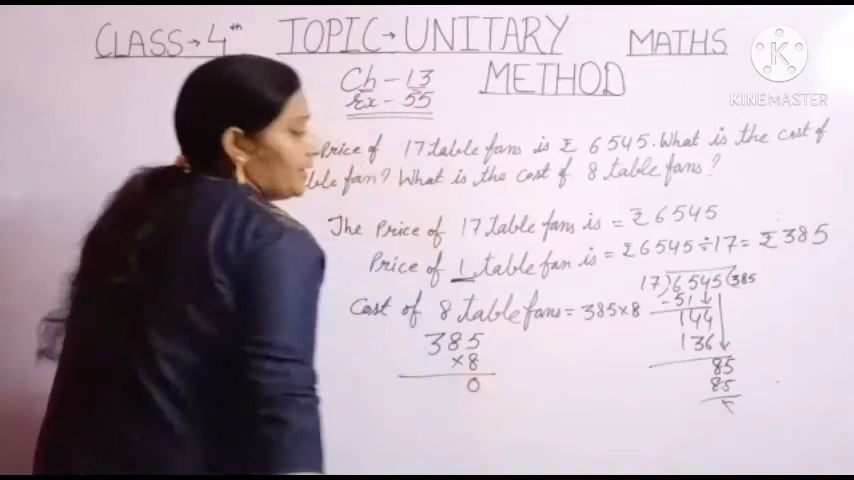 CLASS→4th TOPIC→UNITARY MATHS
METHOD
Ch-13
Ex-55
K
KINEMASTER
Price of 17 table fans is ₹ 6545. What is the cost of
fan? What is the cost of 8 table fans?
The Price of 17 table fans is = ₹6545
Price of 1 table fan is = ₹6545÷17= ₹385
17)6545(385
-51
144
136
85
85
Cost of 8 table fans = 385×8
385
×8
0